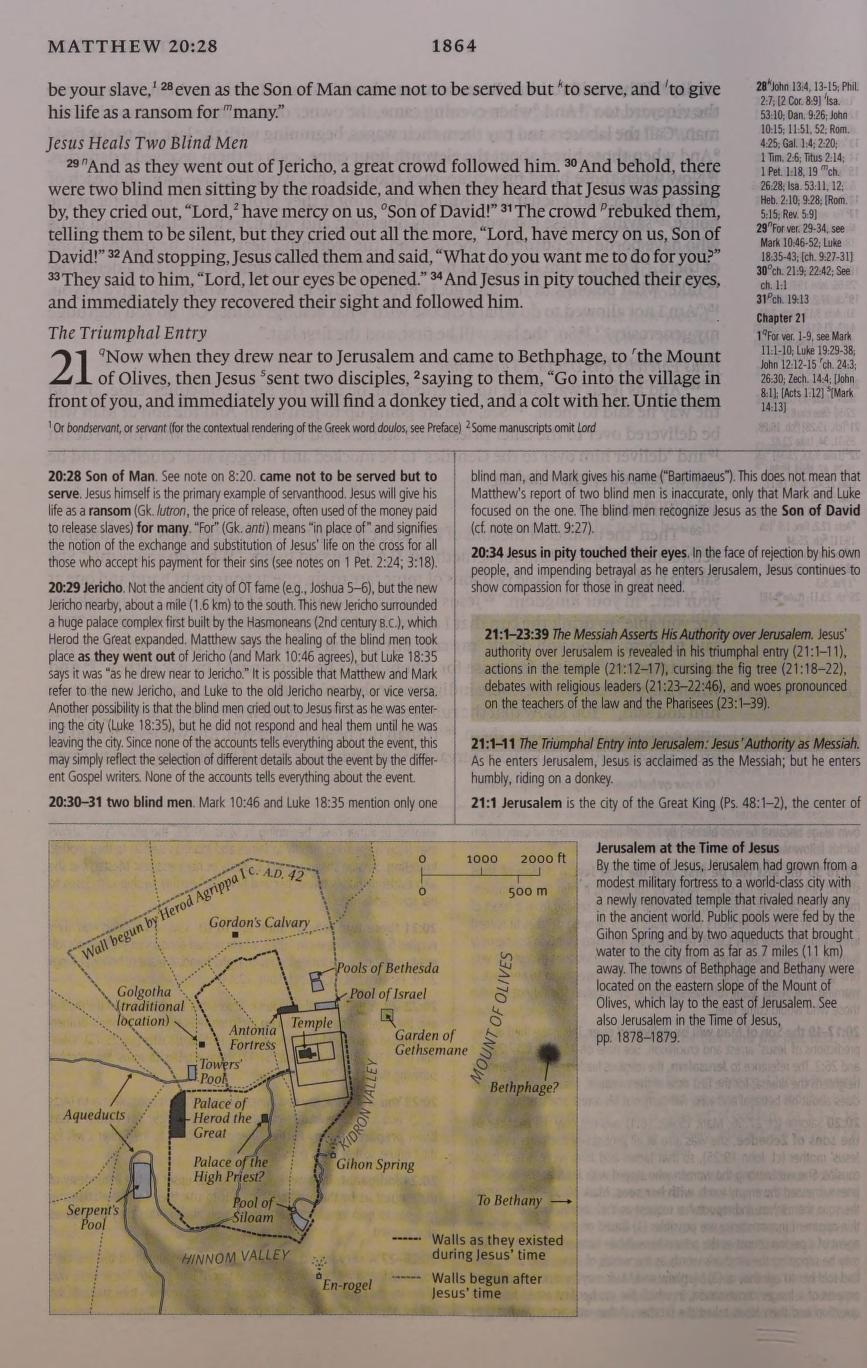 MATTHEW 20:28
1864
be your slave,¹ 28 even as the Son of Man came not to be served but ᵏto serve, and ˡto give
his life as a ransom for ᵐmany.”
Jesus Heals Two Blind Men
29 ⁿAnd as they went out of Jericho, a great crowd followed him. 30 And behold, there
were two blind men sitting by the roadside, and when they heard that Jesus was passing
by, they cried out, “Lord,² have mercy on us, ᵒSon of David!” 31 The crowd ᵖrebuked them,
telling them to be silent, but they cried out all the more, “Lord, have mercy on us, Son of
David!” 32 And stopping, Jesus called them and said, “What do you want me to do for you?”
33 They said to him, “Lord, let our eyes be opened.” 34 And Jesus in pity touched their eyes,
and immediately they recovered their sight and followed him.
The Triumphal Entry
21 qNow when they drew near to Jerusalem and came to Bethphage, to ʳthe Mount
of Olives, then Jesus ˢsent two disciples, 2 saying to them, “Go into the village in
front of you, and immediately you will find a donkey tied, and a colt with her. Untie them
28 ᵏJohn 13:4, 13-15; Phil.
2:7; [2 Cor. 8:9] ˡIsa.
53:10; Dan. 9:26; John
10:15; 11:51, 52; Rom.
4:25; Gal. 1:4; 2:20;
1 Tim. 2:6; Titus 2:14;
1 Pet. 1:18, 19 ᵐch.
26:28; Isa. 53:11, 12;
Heb. 2:10; 9:28; [Rom.
5:15; Rev. 5:9]
29 ⁿFor ver. 29-34, see
Mark 10:46-52; Luke
18:35-43; [ch. 9:27-31]
30 ᵒch. 21:9; 22:42; See
ch. 1:1
31 ᵖch. 19:13
Chapter 21
1 qFor ver. 1-9, see Mark
11:1-10; Luke 19:29-38;
John 12:12-15 ʳch. 24:3;
26:30; Zech. 14:4; [John
8:1]; [Acts 1:12] ˢ[Mark
14:13]
¹ Or bondservant, or servant (for the contextual rendering of the Greek word doulos, see Preface) ² Some manuscripts omit Lord
20:28 Son of Man. See note on 8:20. came not to be served but to
serve. Jesus himself is the primary example of servanthood. Jesus will give his
life as a ransom (Gk. lutron, the price of release, often used of the money paid
to release slaves) for many. “For” (Gk. anti) means “in place of” and signifies
the notion of the exchange and substitution of Jesus’ life on the cross for all
those who accept his payment for their sins (see notes on 1 Pet. 2:24; 3:18).
20:29 Jericho. Not the ancient city of OT fame (e.g., Joshua 5–6), but the new
Jericho nearby, about a mile (1.6 km) to the south. This new Jericho surrounded
a huge palace complex first built by the Hasmoneans (2nd century B.C.), which
Herod the Great expanded. Matthew says the healing of the blind men took
place as they went out of Jericho (and Mark 10:46 agrees), but Luke 18:35
says it was “as he drew near to Jericho.” It is possible that Matthew and Mark
refer to the new Jericho, and Luke to the old Jericho nearby, or vice versa.
Another possibility is that the blind men cried out to Jesus first as he was enter-
ing the city (Luke 18:35), but he did not respond and heal them until he was
leaving the city. Since none of the accounts tells everything about the event, this
may simply reflect the selection of different details about the event by the differ-
ent Gospel writers. None of the accounts tells everything about the event.
20:30–31 two blind men. Mark 10:46 and Luke 18:35 mention only one
blind man, and Mark gives his name (“Bartimaeus”). This does not mean that
Matthew’s report of two blind men is inaccurate, only that Mark and Luke
focused on the one. The blind men recognize Jesus as the Son of David
(cf. note on Matt. 9:27).
20:34 Jesus in pity touched their eyes. In the face of rejection by his own
people, and impending betrayal as he enters Jerusalem, Jesus continues to
show compassion for those in great need.
21:1–23:39 The Messiah Asserts His Authority over Jerusalem. Jesus’
authority over Jerusalem is revealed in his triumphal entry (21:1–11),
actions in the temple (21:12–17), cursing the fig tree (21:18–22),
debates with religious leaders (21:23–22:46), and woes pronounced
on the teachers of the law and the Pharisees (23:1–39).
21:1–11 The Triumphal Entry into Jerusalem: Jesus’ Authority as Messiah.
As he enters Jerusalem, Jesus is acclaimed as the Messiah; but he enters
humbly, riding on a donkey.
21:1 Jerusalem is the city of the Great King (Ps. 48:1–2), the center of
Wall begun by Herod Agrippa I c. A.D. 42
0 1000 2000 ft
0 500 m
Gordon’s Calvary
Pools of Bethesda
Pool of Israel
Golgotha
(traditional
location)
Antonia
Fortress
Temple
Garden of
Gethsemane
MOUNT OF OLIVES
Bethphage?
Towers’
Pool
Aqueducts
Palace of
Herod the
Great
KIDRON VALLEY
Palace of the
High Priest?
Gihon Spring
Serpent’s
Pool
Pool of
Siloam
To Bethany
HINNOM VALLEY
En-rogel
Walls as they existed
during Jesus’ time
Walls begun after
Jesus’ time
Jerusalem at the Time of Jesus
By the time of Jesus, Jerusalem had grown from a
modest military fortress to a world-class city with
a newly renovated temple that rivaled nearly any
in the ancient world. Public pools were fed by the
Gihon Spring and by two aqueducts that brought
water to the city from as far as 7 miles (11 km)
away. The towns of Bethphage and Bethany were
located on the eastern slope of the Mount of
Olives, which lay to the east of Jerusalem. See
also Jerusalem in the Time of Jesus,
pp. 1878–1879.